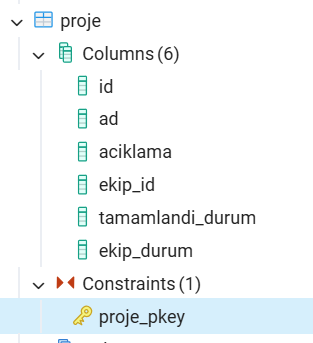 proje
Columns (6)
id
ad
aciklama
ekip_id
tamamlandi_durum
ekip_durum
Constraints (1)
proje_pkey